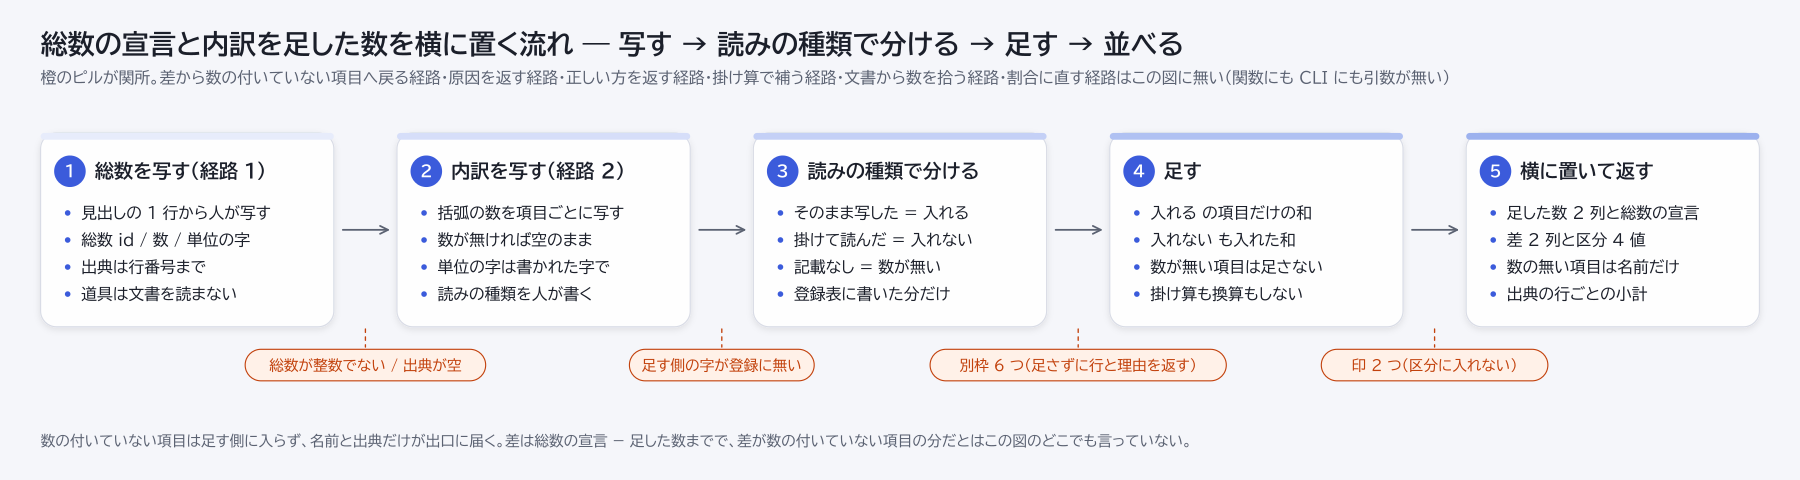 総数の宣言と内訳を足した数を横に置く流れ — 写す → 読みの種類で分ける → 足す → 並べる
橙のピルが関所。差から数の付いていない項目へ戻る経路・原因を返す経路・正しい方を返す経路・掛け算で補う経路・文書から数を拾う経路・割合に直す経路はこの図に無い（関数にも CLI にも引数が無い）
1 総数を写す（経路 1）
見出しの 1 行から人が写す
総数 id / 数 / 単位の字
出典は行番号まで
道具は文書を読まない
2 内訳を写す（経路 2）
括弧の数を項目ごとに写す
数が無ければ空のまま
単位の字は書かれた字で
読みの種類を人が書く
3 読みの種類で分ける
そのまま写した = 入れる
掛けて読んだ = 入れない
記載なし = 数が無い
登録表に書いた分だけ
4 足す
入れる の項目だけの和
入れない も入れた和
数が無い項目は足さない
掛け算も換算もしない
5 横に置いて返す
足した数 2 列と総数の宣言
差 2 列と区分 4 値
数の無い項目は名前だけ
出典の行ごとの小計
総数が整数でない / 出典が空
足す側の字が登録に無い
別枠 6 つ（足さずに行と理由を返す）
印 2 つ（区分に入れない）
数の付いていない項目は足す側に入らず、名前と出典だけが出口に届く。差は総数の宣言 − 足した数までで、差が数の付いていない項目の分だとはこの図のどこでも言っていない。